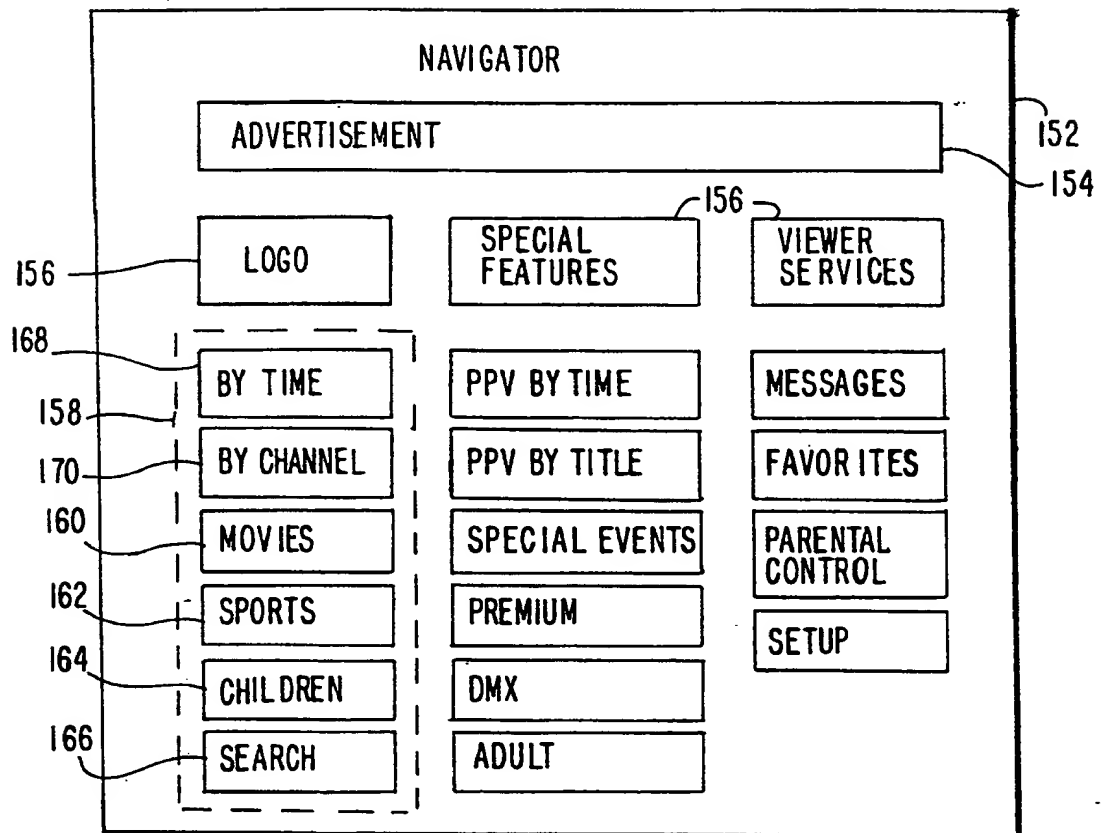 NAVIGATOR
ADVERTISEMENT
152
154
156
156
LOGO
SPECIAL
FEATURES
VIEWER
SERVICES
168
158
170
160
162
164
166
BY TIME
BY CHANNEL
MOVIES
SPORTS
CHILDREN
SEARCH
PPV BY TIME
PPV BY TITLE
SPECIAL EVENTS
PREMIUM
DMX
ADULT
MESSAGES
FAVORITES
PARENTAL
CONTROL
SETUP